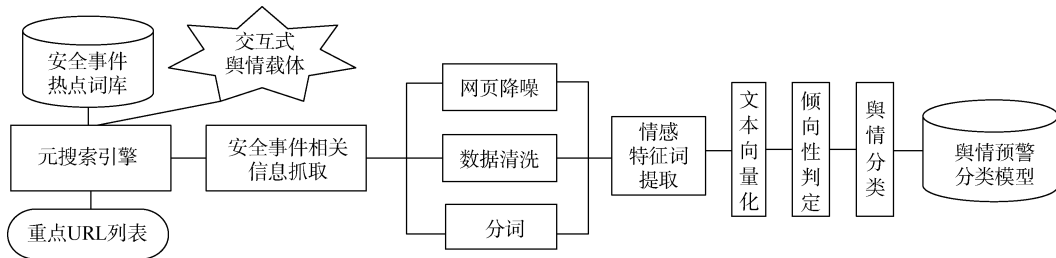 安全事件
热点词库
交互式
舆情载体
元搜索引擎
重点URL列表
安全事件相关
信息抓取
网页降噪
数据清洗
分词
情感
特征词
提取
文本向量化
倾向性判定
舆情分类
舆情预警
分类模型